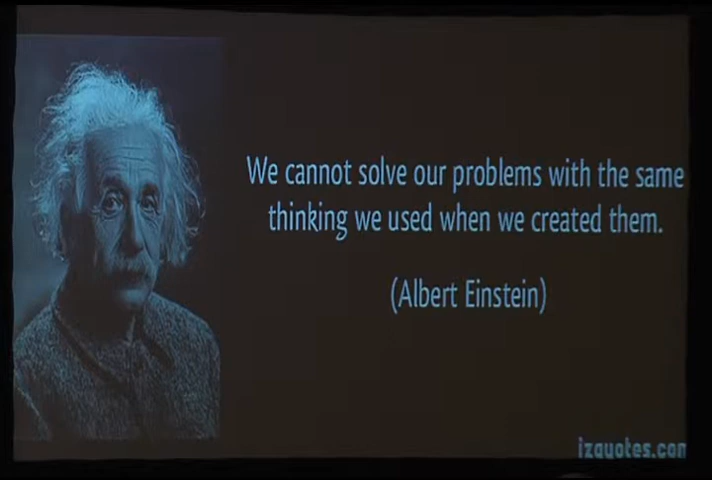 We cannot solve our problems with the same
thinking we used when we created them.
(Albert Einstein)
izquotes.com